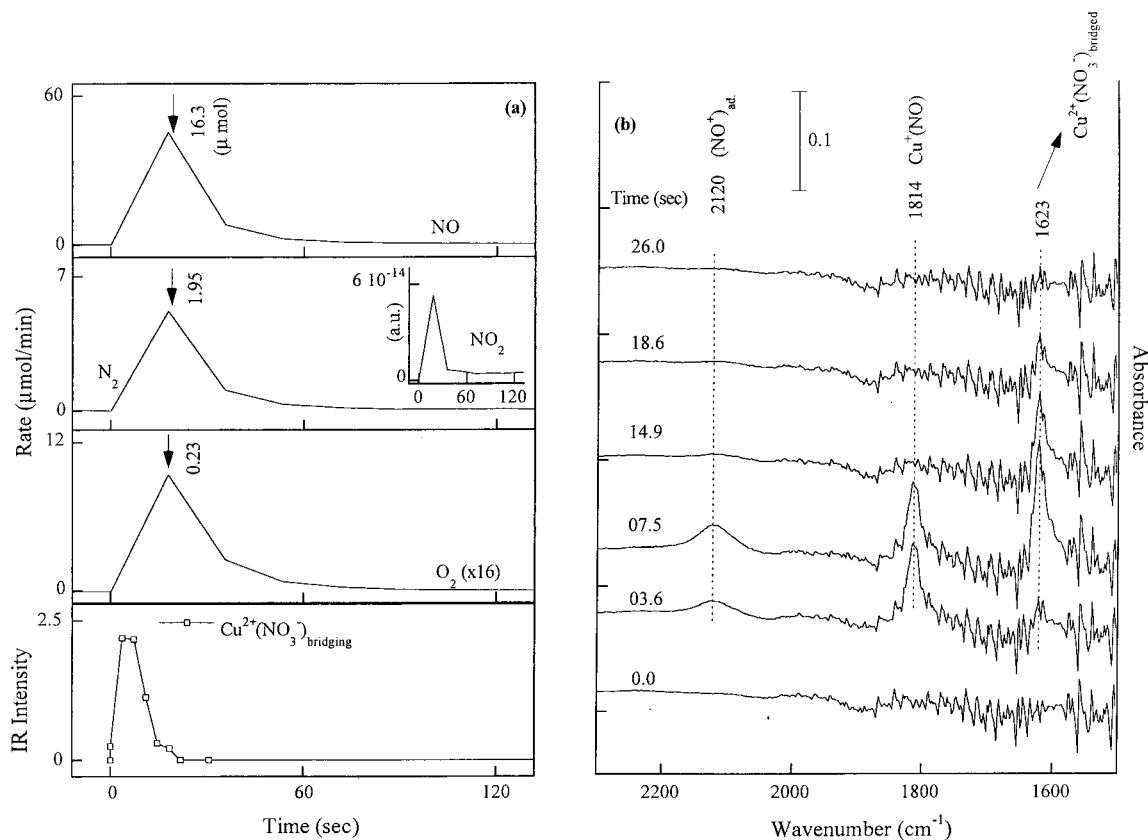 60
16.3
(μ mol)
(a)
NO
0
7
1.95
N2
6 10-14
(a.u.)
NO2
0
0 60 120
0
12
0.23
O2 (x16)
0
2.5
Cu2+(NO3-)bridging
0
0 60 120
Time (sec)
Rate (μmol/min)
IR Intensity
(b)
0.1
2120 (NO+)ad.
1814 Cu+(NO)
1623
Cu2+(NO3-)bridged
Time (sec)
26.0
18.6
14.9
07.5
03.6
0.0
2200 2000 1800 1600
Wavenumber (cm-1)
Absorbance